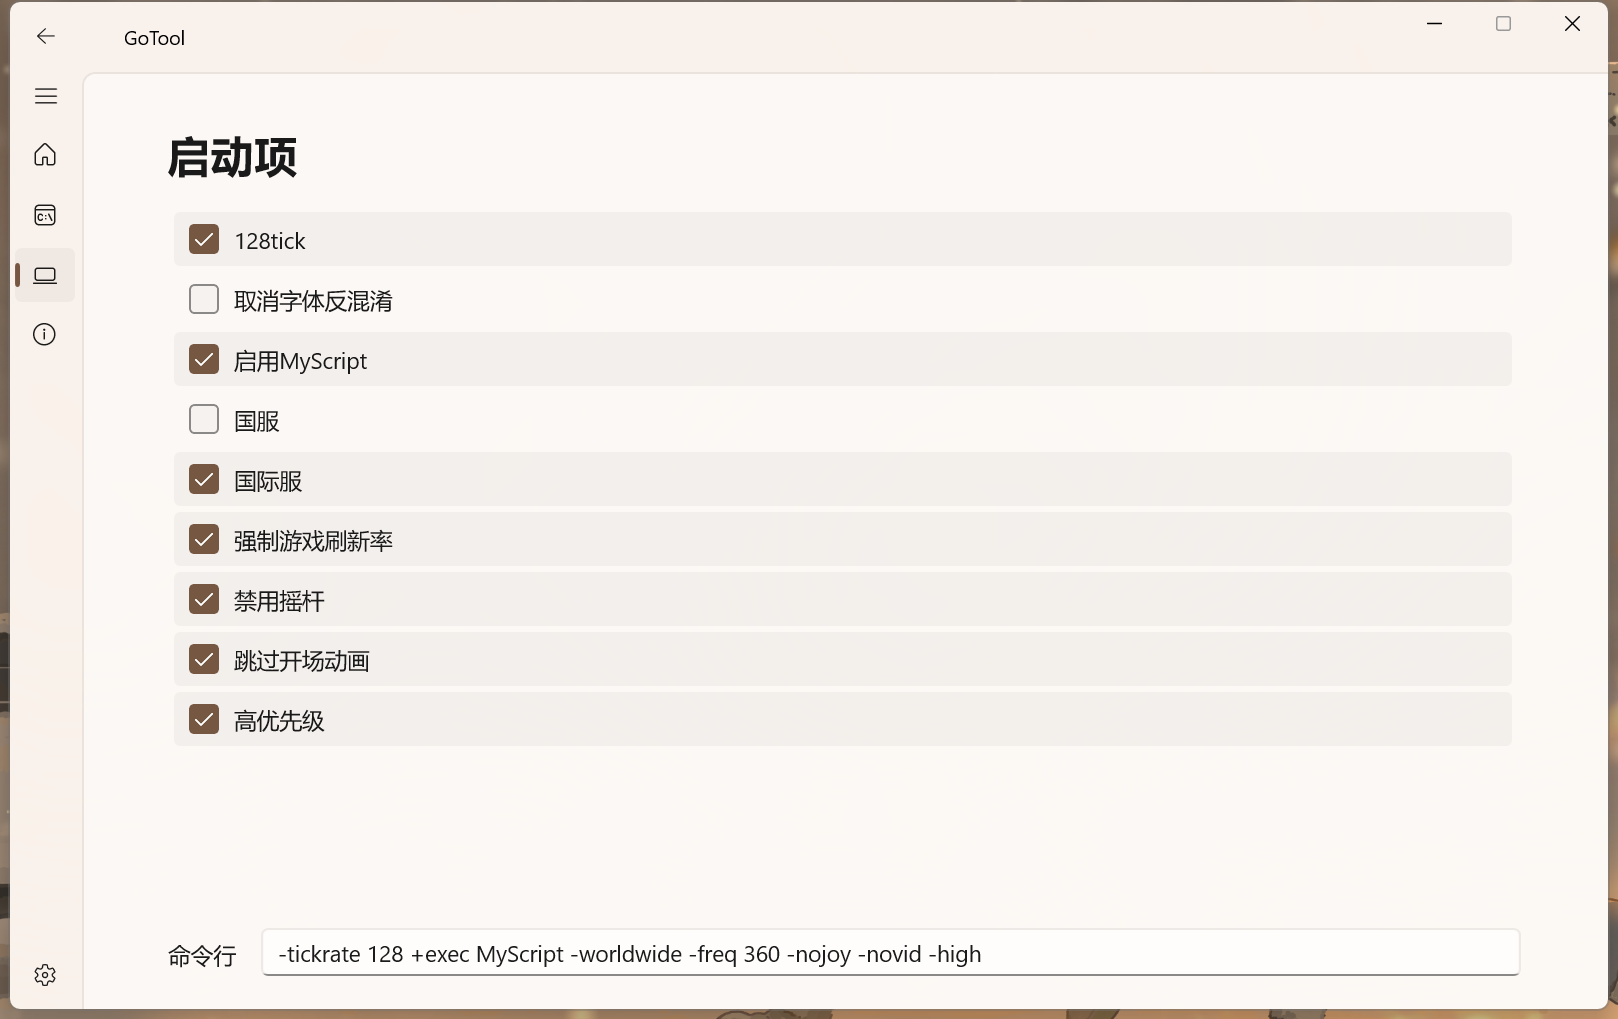 GoTool
启动项
128tick
取消字体反混淆
启用MyScript
国服
国际服
强制游戏刷新率
禁用摇杆
跳过开场动画
高优先级
命令行 -tickrate 128 +exec MyScript -worldwide -freq 360 -nojoy -novid -high